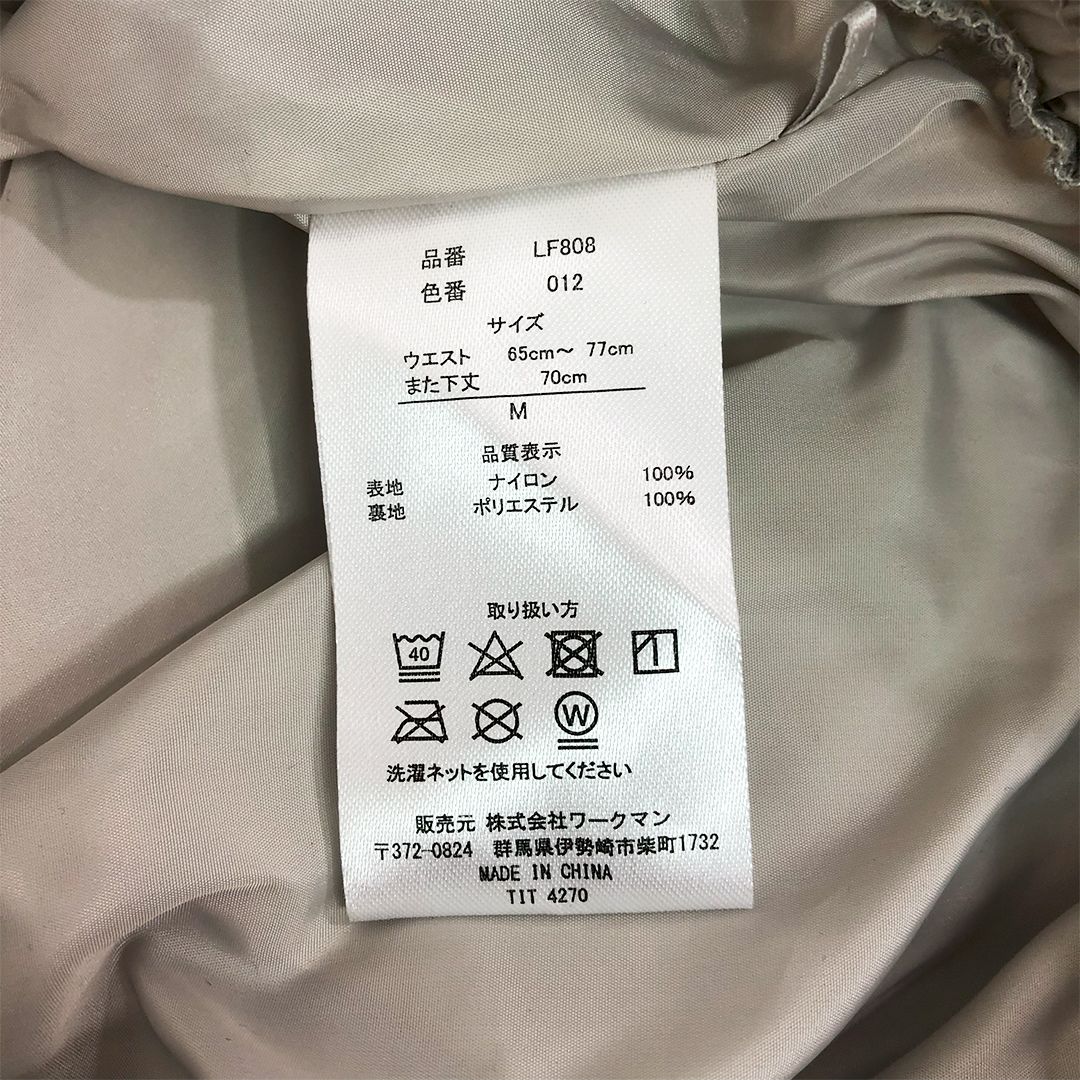 品番 LF808
色番 012
サイズ
ウエスト 65cm～ 77cm
また下丈 70cm
M
品質表示
表地 ナイロン 100%
裏地 ポリエステル 100%
取り扱い方
40
W
洗濯ネットを使用してください
販売元 株式会社ワークマン
〒372-0824 群馬県伊勢崎市柴町1732
MADE IN CHINA
TIT 4270